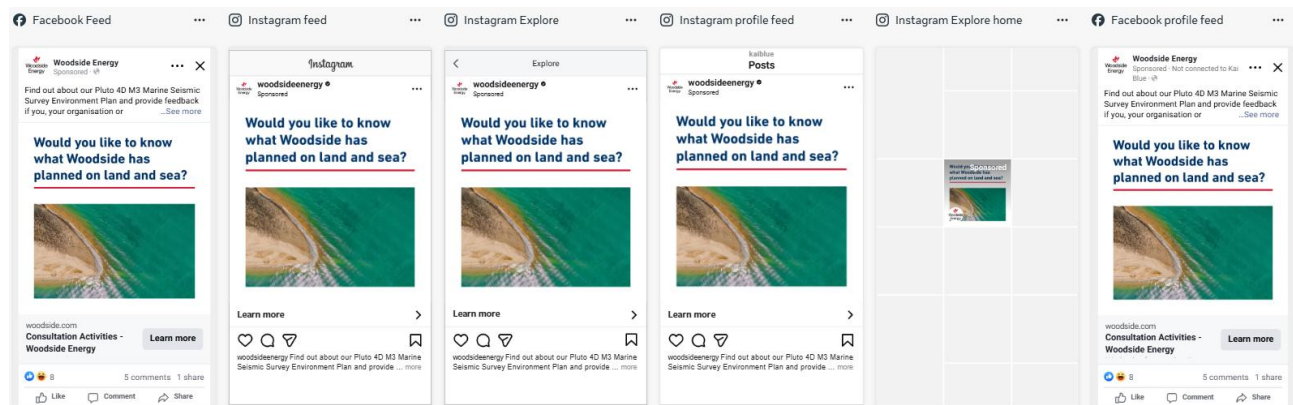 Facebook Feed
Woodside Energy
Woodside Energy
Sponsored ·
Find out about our Pluto 4D M3 Marine Seismic
Survey Environment Plan and provide feedback
if you, your organisation or ...See more
Would you like to know
what Woodside has
planned on land and sea?
woodside.com
Consultation Activities -
Woodside Energy
Learn more
8
5 comments 1 share
Like Comment Share
Instagram feed
Instagram
woodsideenergy
Sponsored
Would you like to know
what Woodside has
planned on land and sea?
Learn more
woodsideenergy Find out about our Pluto 4D M3 Marine
Seismic Survey Environment Plan and provide ... more
Instagram Explore
Explore
woodsideenergy
Sponsored
Would you like to know
what Woodside has
planned on land and sea?
Learn more
woodsideenergy Find out about our Pluto 4D M3 Marine
Seismic Survey Environment Plan and provide ... more
Instagram profile feed
kaiblue
Posts
woodsideenergy
Sponsored
Would you like to know
what Woodside has
planned on land and sea?
Learn more
woodsideenergy Find out about our Pluto 4D M3 Marine
Seismic Survey Environment Plan and provide ... more
Instagram Explore home
Sponsored
Facebook profile feed
Woodside Energy
Woodside Energy
Sponsored · Not connected to Kai
Blue ·
Find out about our Pluto 4D M3 Marine Seismic
Survey Environment Plan and provide feedback
if you, your organisation or ...See more
Would you like to know
what Woodside has
planned on land and sea?
woodside.com
Consultation Activities -
Woodside Energy
Learn more
8
5 comments 1 share
Like Comment Share